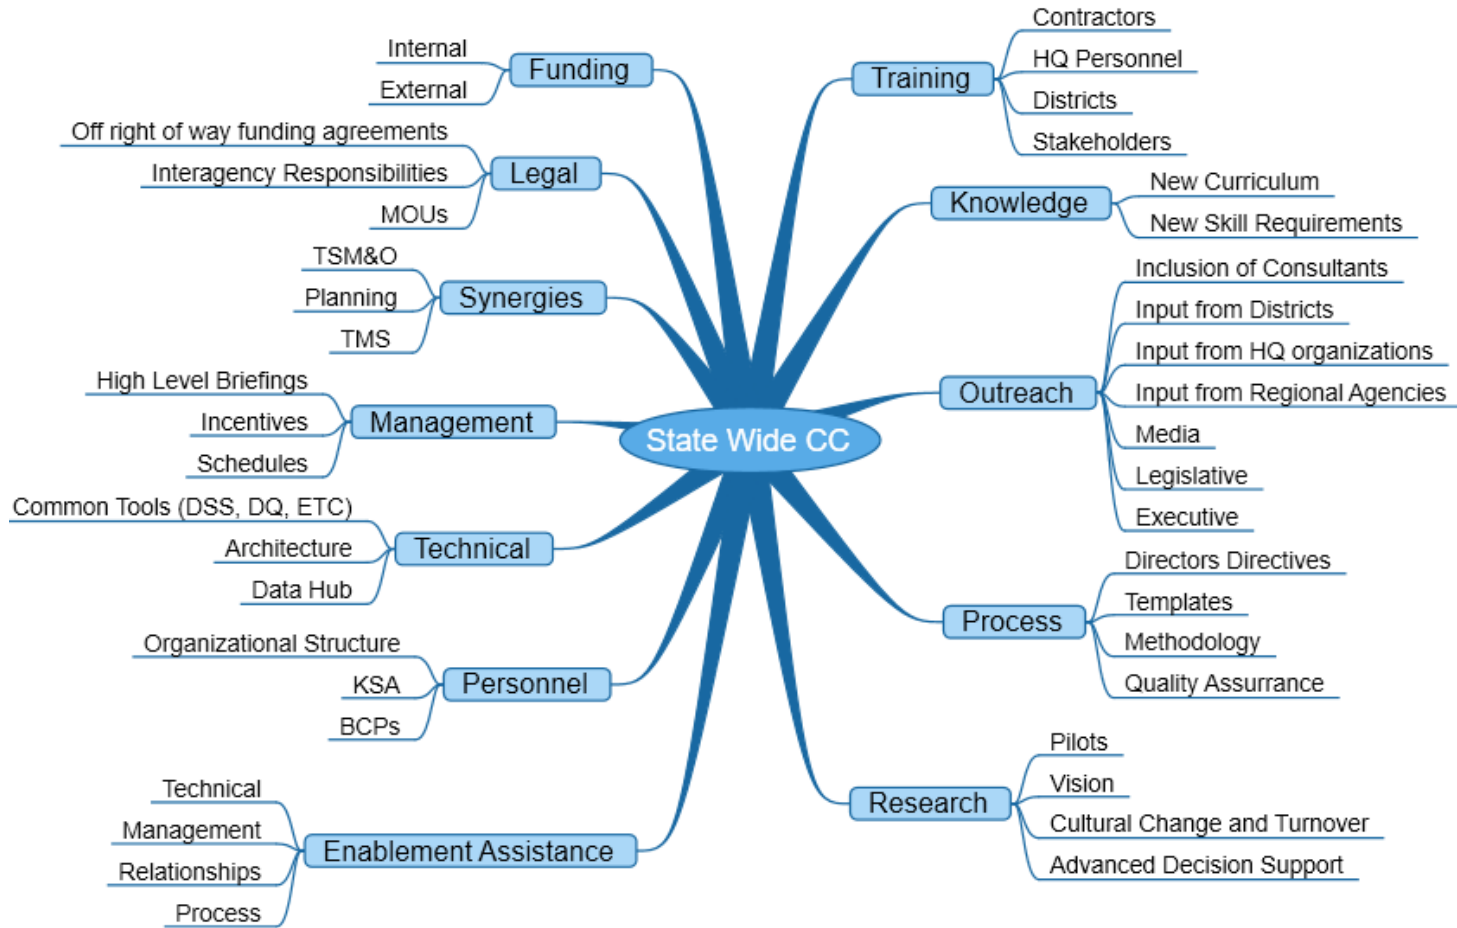 State Wide CC
Funding
Internal
External
Legal
Off right of way funding agreements
Interagency Responsibilities
MOUs
Synergies
TSM&O
Planning
TMS
Management
High Level Briefings
Incentives
Schedules
Technical
Common Tools (DSS, DQ, ETC)
Architecture
Data Hub
Personnel
Organizational Structure
KSA
BCPs
Enablement Assistance
Technical
Management
Relationships
Process
Training
Contractors
HQ Personnel
Districts
Stakeholders
Knowledge
New Curriculum
New Skill Requirements
Outreach
Inclusion of Consultants
Input from Districts
Input from HQ organizations
Input from Regional Agencies
Media
Legislative
Executive
Process
Directors Directives
Templates
Methodology
Quality Assurrance
Research
Pilots
Vision
Cultural Change and Turnover
Advanced Decision Support